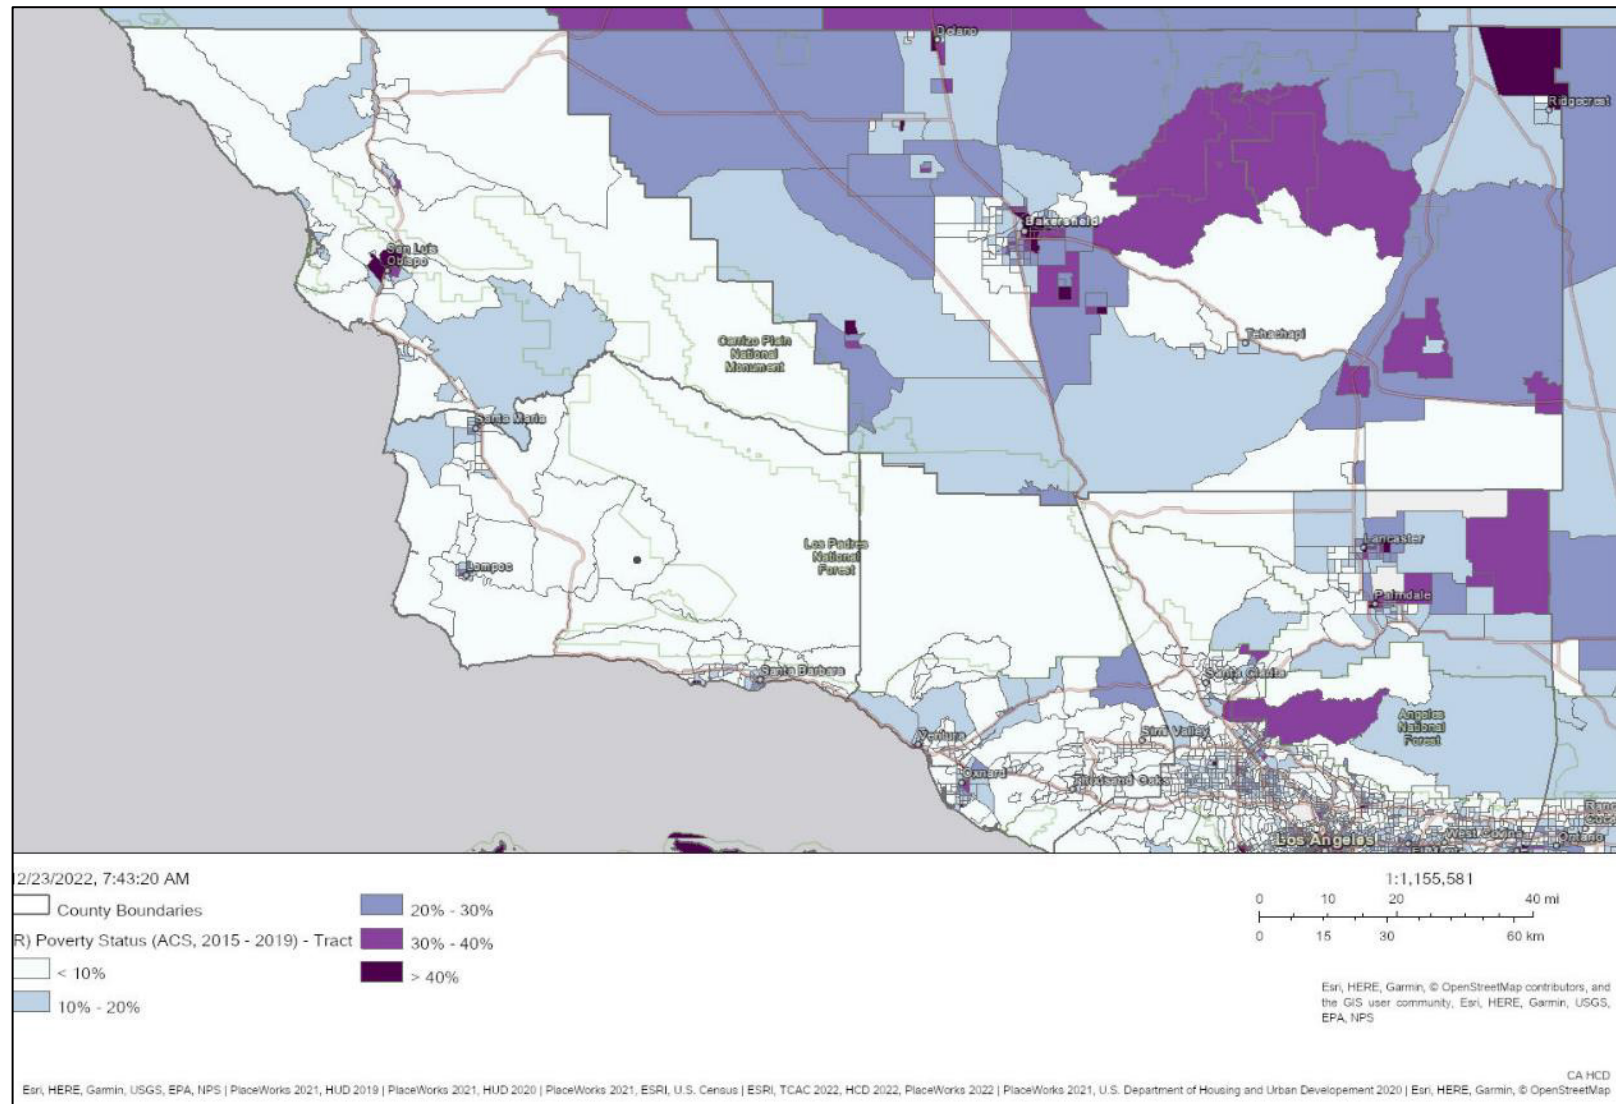 Delano
Ridgecrest
Bakersfield
San Luis
Obispo
Carrizo Plain
National
Monument
Tehachapi
Santa Maria
Los Padres
National
Forest
Lancaster
Lompoc
Palmdale
Santa Barbara
Santa Clarita
Angeles
National
Forest
Ventura
Simi Valley
Oxnard
Thousand Oaks
Los Angeles
West Covina
Ontario
12/23/2022, 7:43:20 AM
County Boundaries
R) Poverty Status (ACS, 2015 - 2019) - Tract
< 10%
10% - 20%
20% - 30%
30% - 40%
> 40%
1:1,155,581
0 10 20 40 mi
0 15 30 60 km
Esri, HERE, Garmin, © OpenStreetMap contributors, and
the GIS user community, Esri, HERE, Garmin, USGS,
EPA, NPS
CA HCD
Esri, HERE, Garmin, USGS, EPA, NPS | PlaceWorks 2021, HUD 2019 | PlaceWorks 2021, HUD 2020 | PlaceWorks 2021, ESRI, U.S. Census | ESRI, TCAC 2022, HCD 2022, PlaceWorks 2022 | PlaceWorks 2021, U.S. Department of Housing and Urban Developement 2020 | Esri, HERE, Garmin, © OpenStreetMap